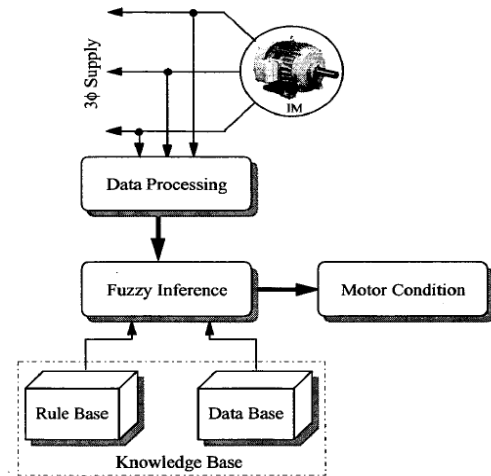 3ϕ Supply
IM
Data Processing
Fuzzy Inference
Motor Condition
Rule Base
Data Base
Knowledge Base